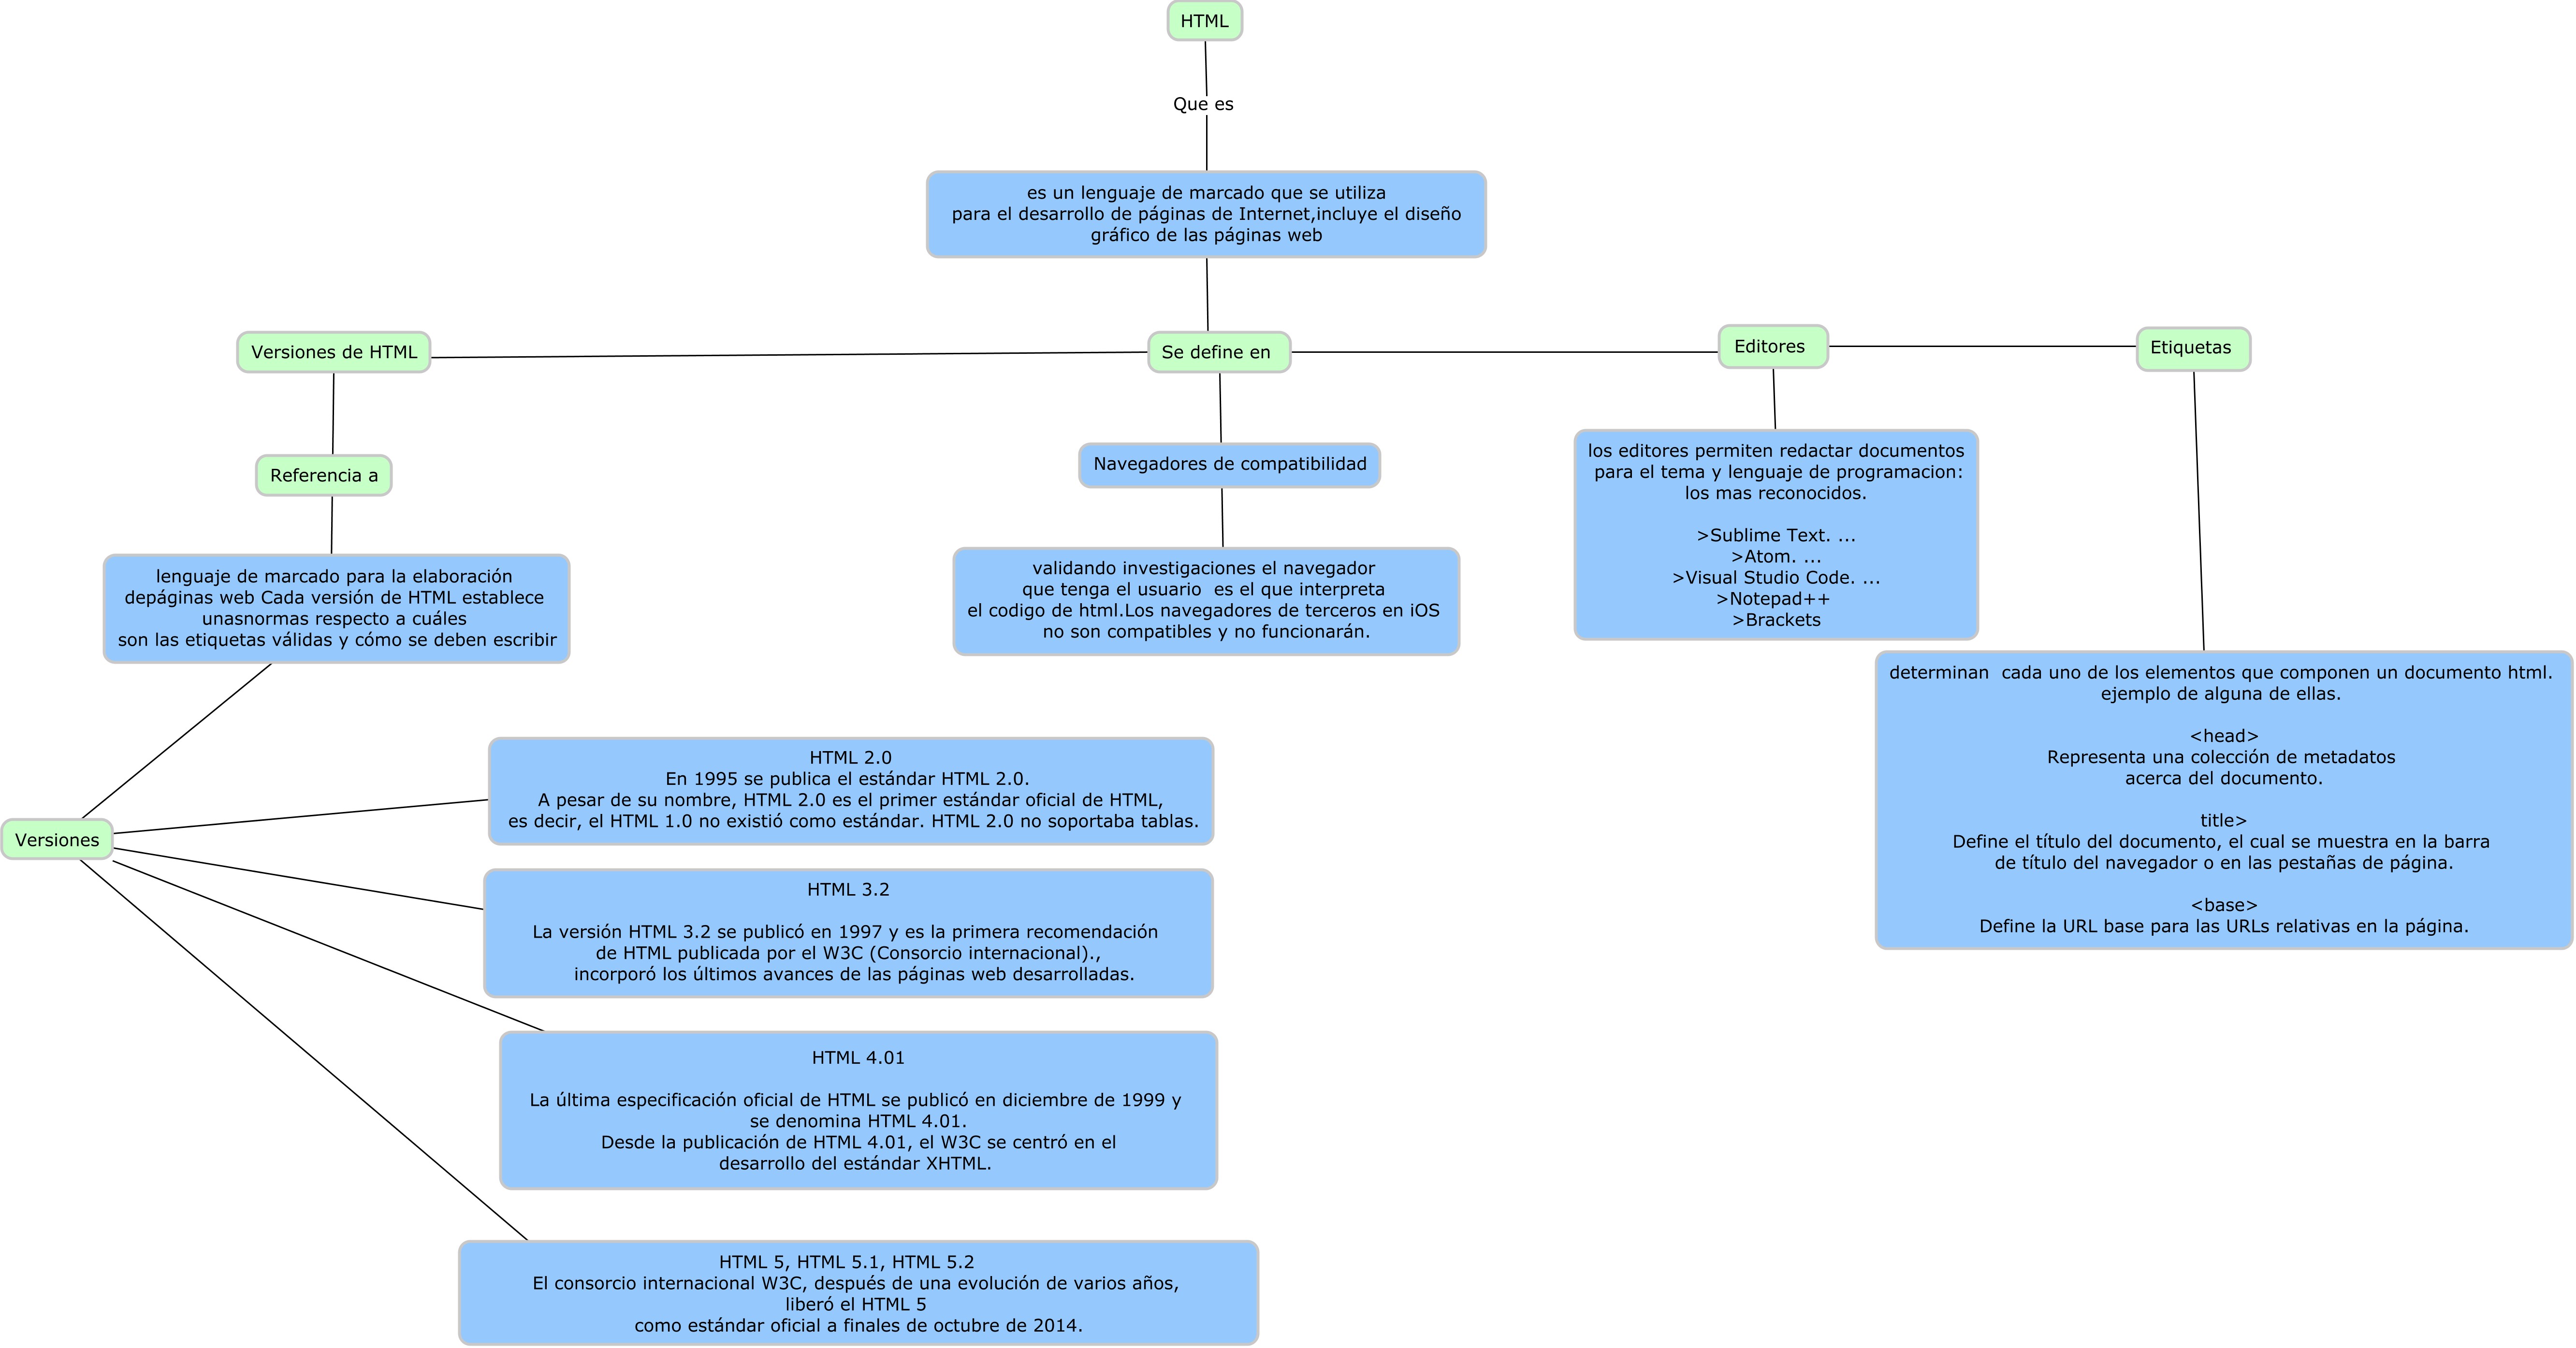 HTML
Que es
es un lenguaje de marcado que se utiliza
para el desarrollo de páginas de Internet,incluye el diseño
gráfico de las páginas web
Versiones de HTML
Se define en
Editores
Etiquetas
Referencia a
lenguaje de marcado para la elaboración
depáginas web Cada versión de HTML establece
unasnormas respecto a cuáles
son las etiquetas válidas y cómo se deben escribir
Navegadores de compatibilidad
validando investigaciones el navegador
que tenga el usuario  es el que interpreta
el codigo de html.Los navegadores de terceros en iOS
no son compatibles y no funcionarán.
los editores permiten redactar documentos
para el tema y lenguaje de programacion:
los mas reconocidos.
>Sublime Text. ...
>Atom. ...
>Visual Studio Code. ...
>Notepad++
>Brackets
determinan  cada uno de los elementos que componen un documento html.
ejemplo de alguna de ellas.
<head>
Representa una colección de metadatos
acerca del documento.
title>
Define el título del documento, el cual se muestra en la barra
de título del navegador o en las pestañas de página.
<base>
Define la URL base para las URLs relativas en la página.
Versiones
HTML 2.0
En 1995 se publica el estándar HTML 2.0.
A pesar de su nombre, HTML 2.0 es el primer estándar oficial de HTML,
es decir, el HTML 1.0 no existió como estándar. HTML 2.0 no soportaba tablas.
HTML 3.2
La versión HTML 3.2 se publicó en 1997 y es la primera recomendación
de HTML publicada por el W3C (Consorcio internacional).,
incorporó los últimos avances de las páginas web desarrolladas.
HTML 4.01
La última especificación oficial de HTML se publicó en diciembre de 1999 y
se denomina HTML 4.01.
Desde la publicación de HTML 4.01, el W3C se centró en el
desarrollo del estándar XHTML.
HTML 5, HTML 5.1, HTML 5.2
El consorcio internacional W3C, después de una evolución de varios años,
liberó el HTML 5
como estándar oficial a finales de octubre de 2014.